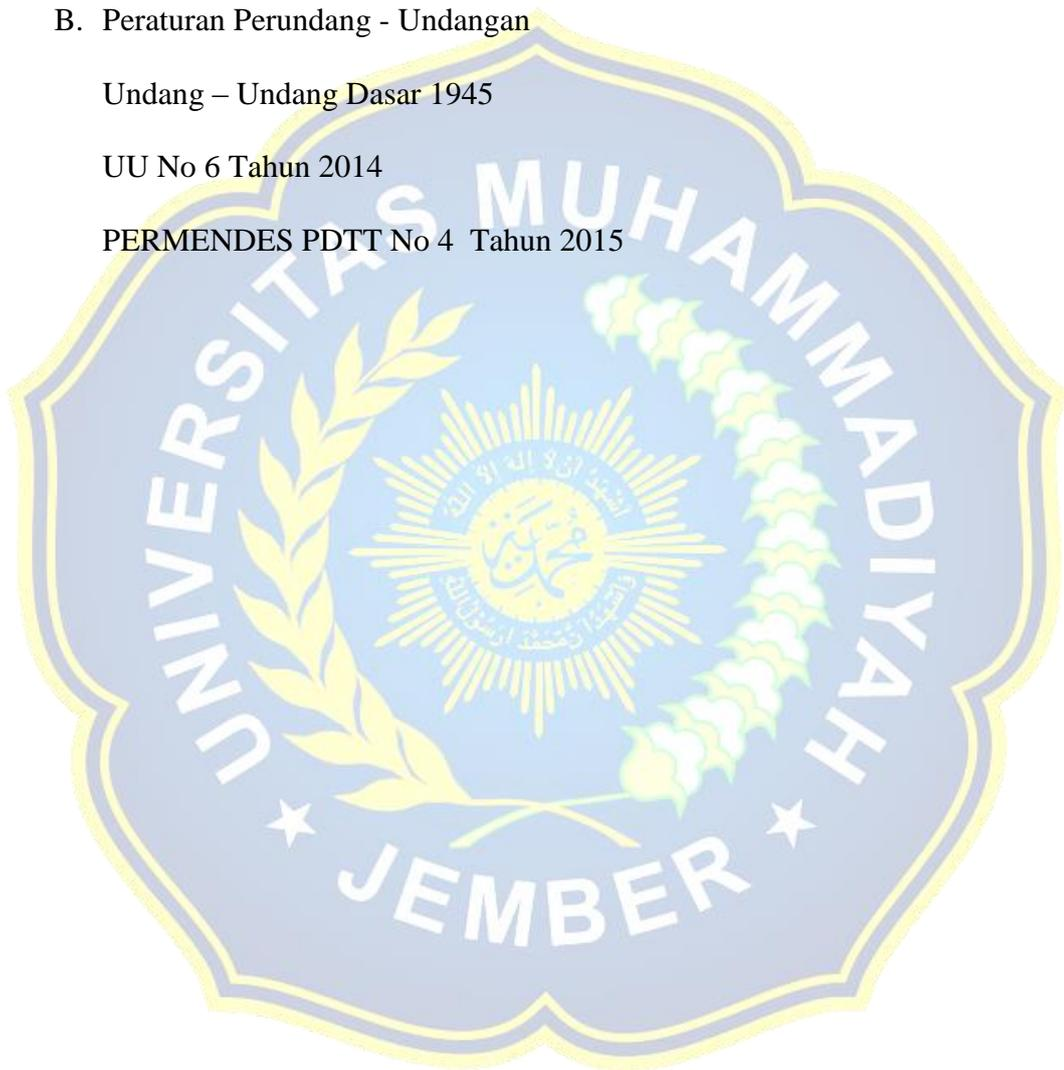 B. Peraturan Perundang - Undangan
Undang – Undang Dasar 1945
UU No 6 Tahun 2014
PERMENDES PDTT No 4 Tahun 2015
UNIVERSITAS MUHAMMADIYAH
JEMBER